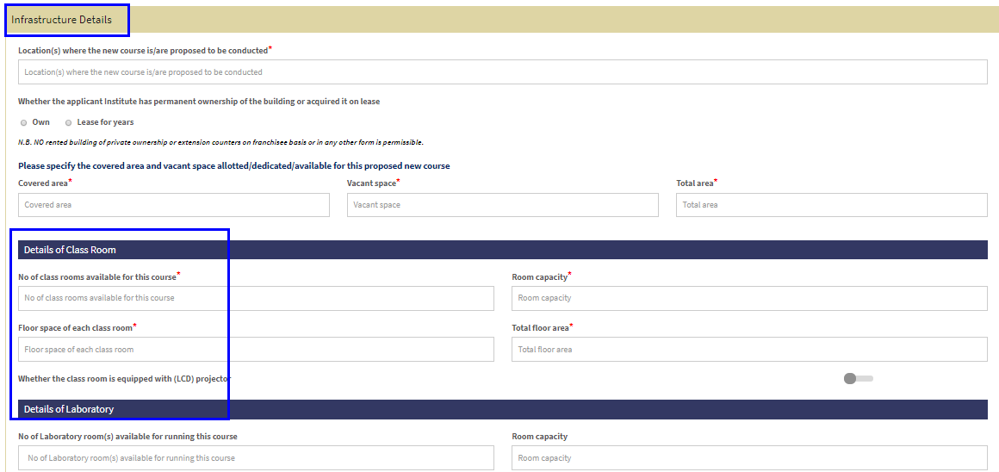 Infrastructure Details
Location(s) where the new course is/are proposed to be conducted*
Location(s) where the new course is/are proposed to be conducted
Whether the applicant Institute has permanent ownership of the building or acquired it on lease
Own Lease for years
N.B. NO rented building of private ownership or extension counters on franchisee basis or in any other form is permissible.
Please specify the covered area and vacant space allotted/dedicated/available for this proposed new course
Covered area* Vacant space* Total area*
Covered area Vacant space Total area
Details of Class Room
No of class rooms available for this course* Room capacity*
No of class rooms available for this course Room capacity
Floor space of each class room* Total floor area*
Floor space of each class room Total floor area
Whether the class room is equipped with (LCD) projector
Details of Laboratory
No of Laboratory room(s) available for running this course Room capacity
No of Laboratory room(s) available for running this course Room capacity